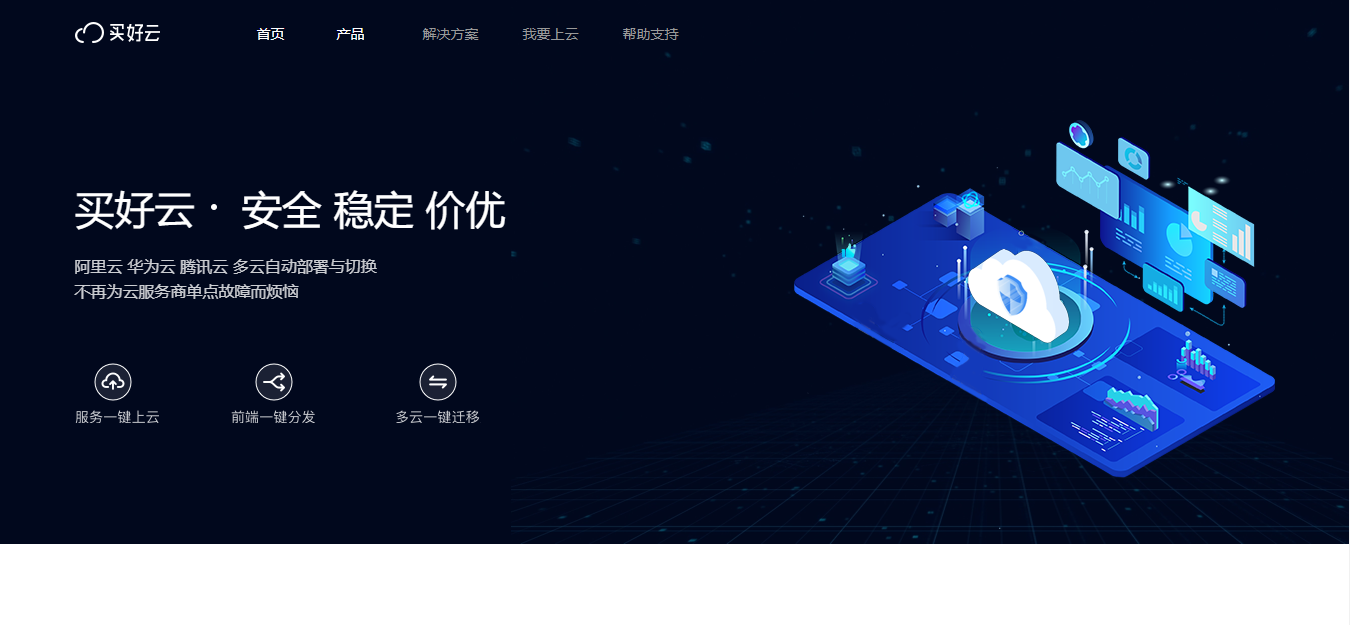 买好云 首页 产品 解决方案 我要上云 帮助支持
买好云 · 安全 稳定 价优
阿里云 华为云 腾讯云 多云自动部署与切换
不再为云服务商单点故障而烦恼
服务一键上云 前端一键分发 多云一键迁移